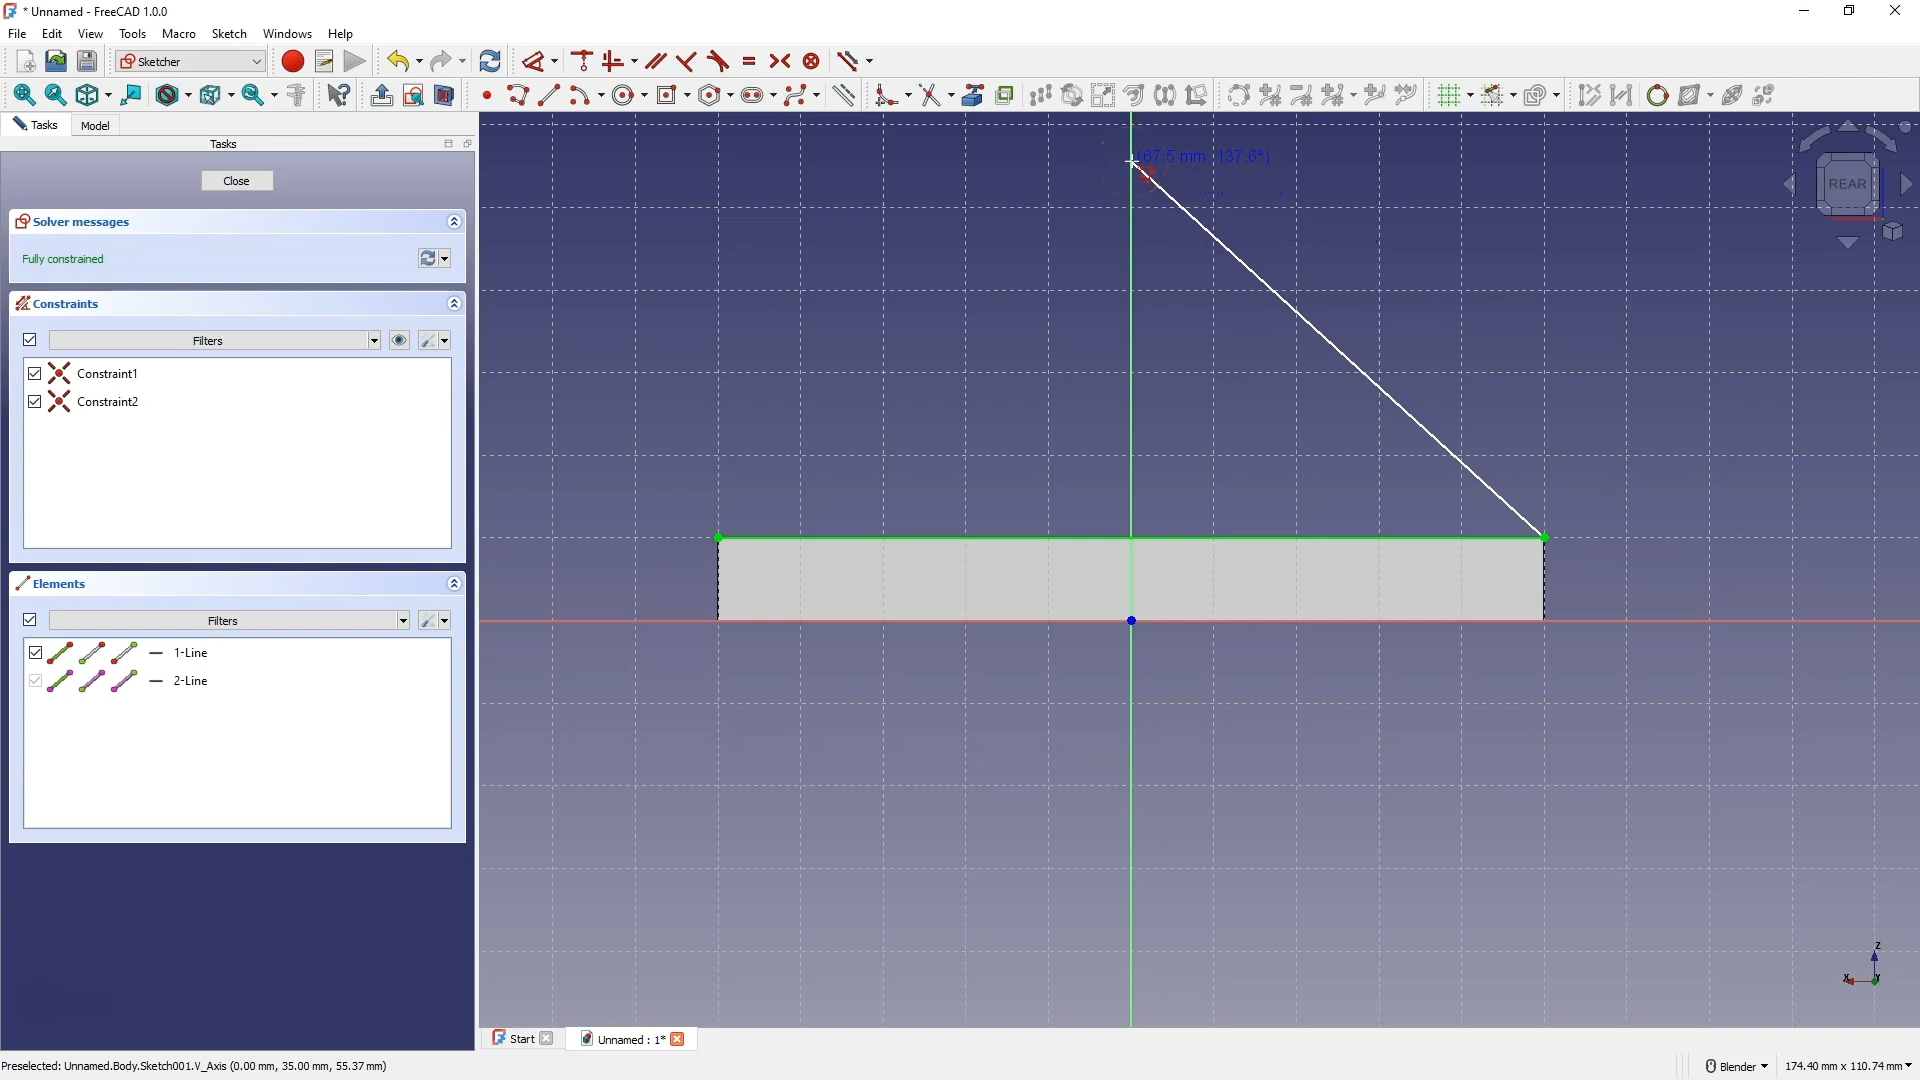 * Unnamed - FreeCAD 1.0.0
File Edit View Tools Macro Sketch Windows Help
Sketcher
Tasks Model
Tasks
Close
Solver messages
Fully constrained
Constraints
Filters
Constraint1
Constraint2
Elements
Filters
1-Line
2-Line
(67.5 mm, 137.6°)
REAR
Z
X Y
Start Unnamed : 1*
Preselected: Unnamed.Body.Sketch001.V_Axis (0.00 mm, 35.00 mm, 55.37 mm)
Blender 174.40 mm x 110.74 mm